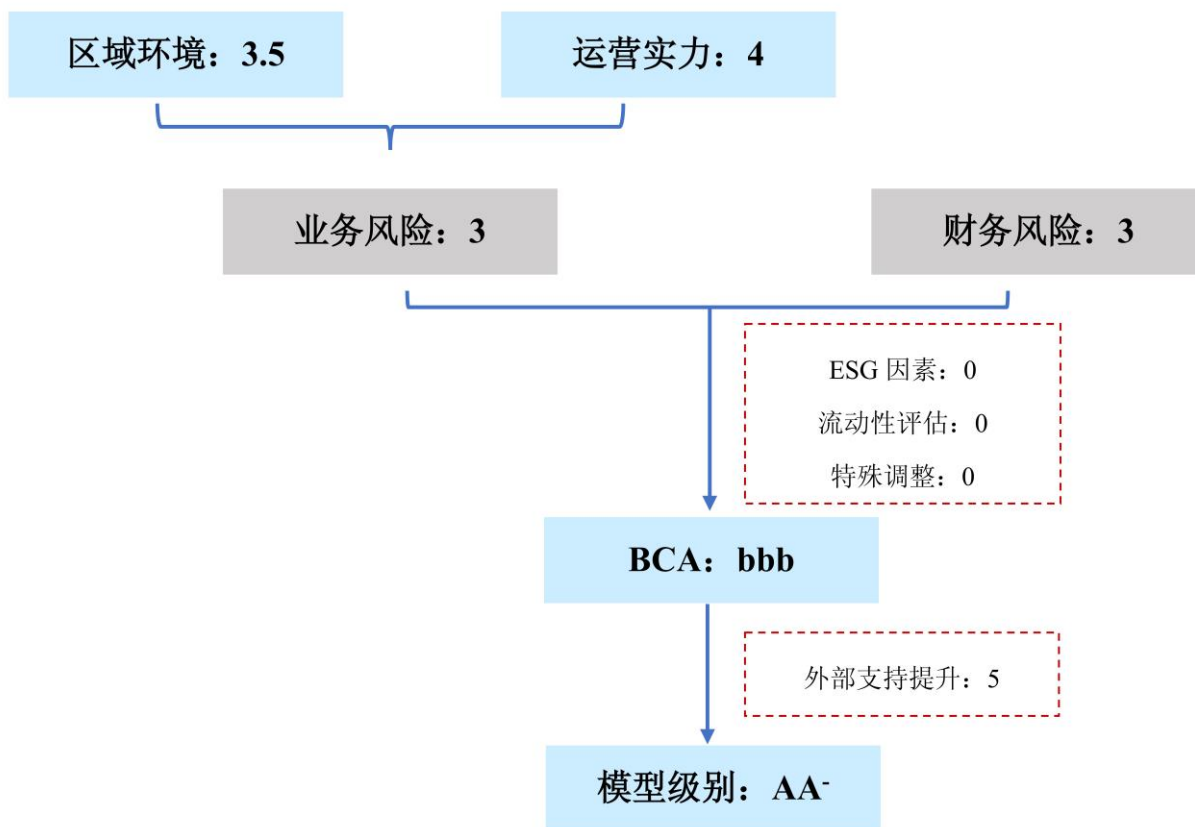 区域环境：3.5
运营实力：4
业务风险：3
财务风险：3
ESG 因素：0
流动性评估：0
特殊调整：0
BCA：bbb
外部支持提升：5
模型级别：AA-